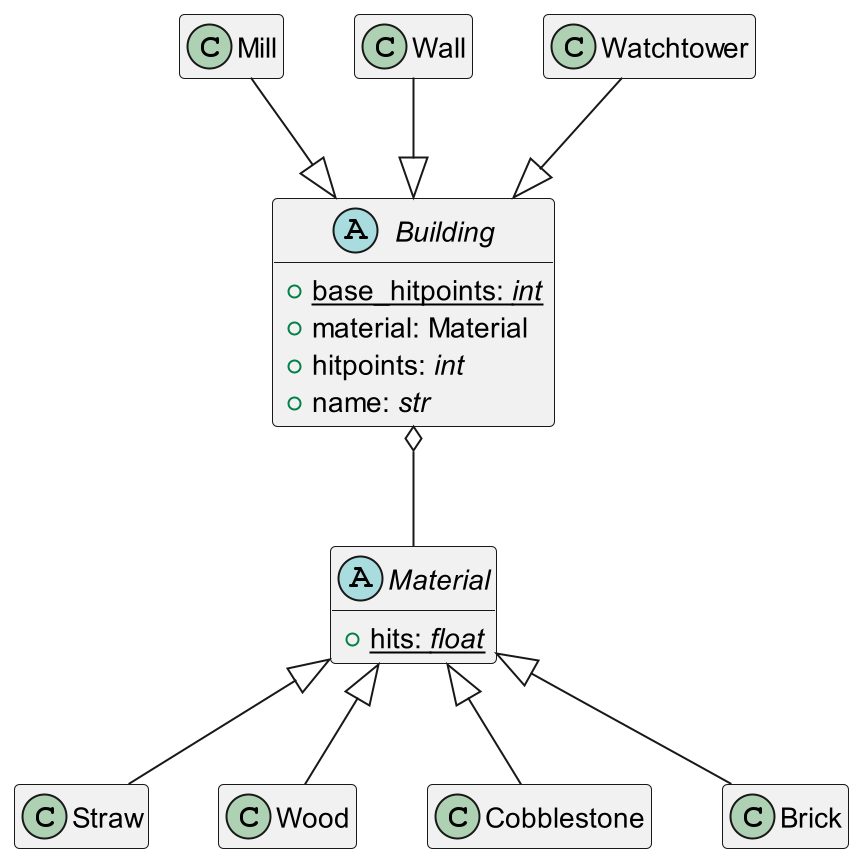 C Mill C Wall C Watchtower
A Building
base_hitpoints: int
material: Material
hitpoints: int
name: str
A Material
hits: float
C Straw C Wood C Cobblestone C Brick